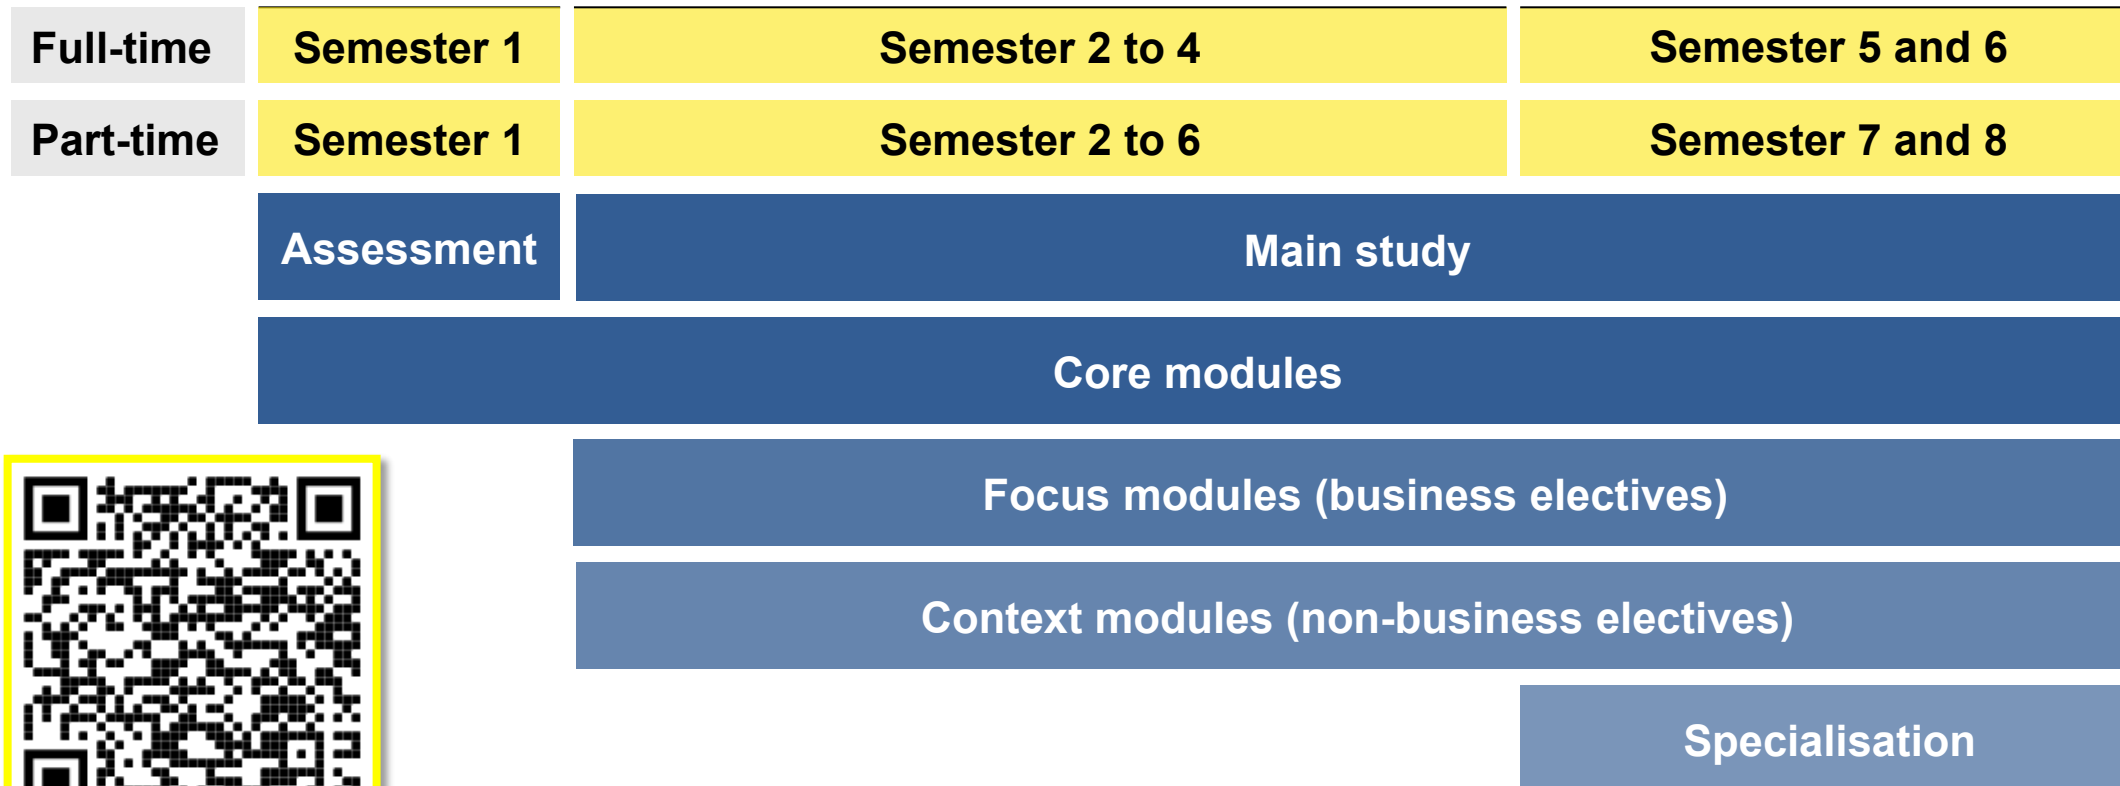 Full-time Semester 1 Semester 2 to 4 Semester 5 and 6
Part-time Semester 1 Semester 2 to 6 Semester 7 and 8
Assessment Main study
Core modules
Focus modules (business electives)
Context modules (non-business electives)
Specialisation